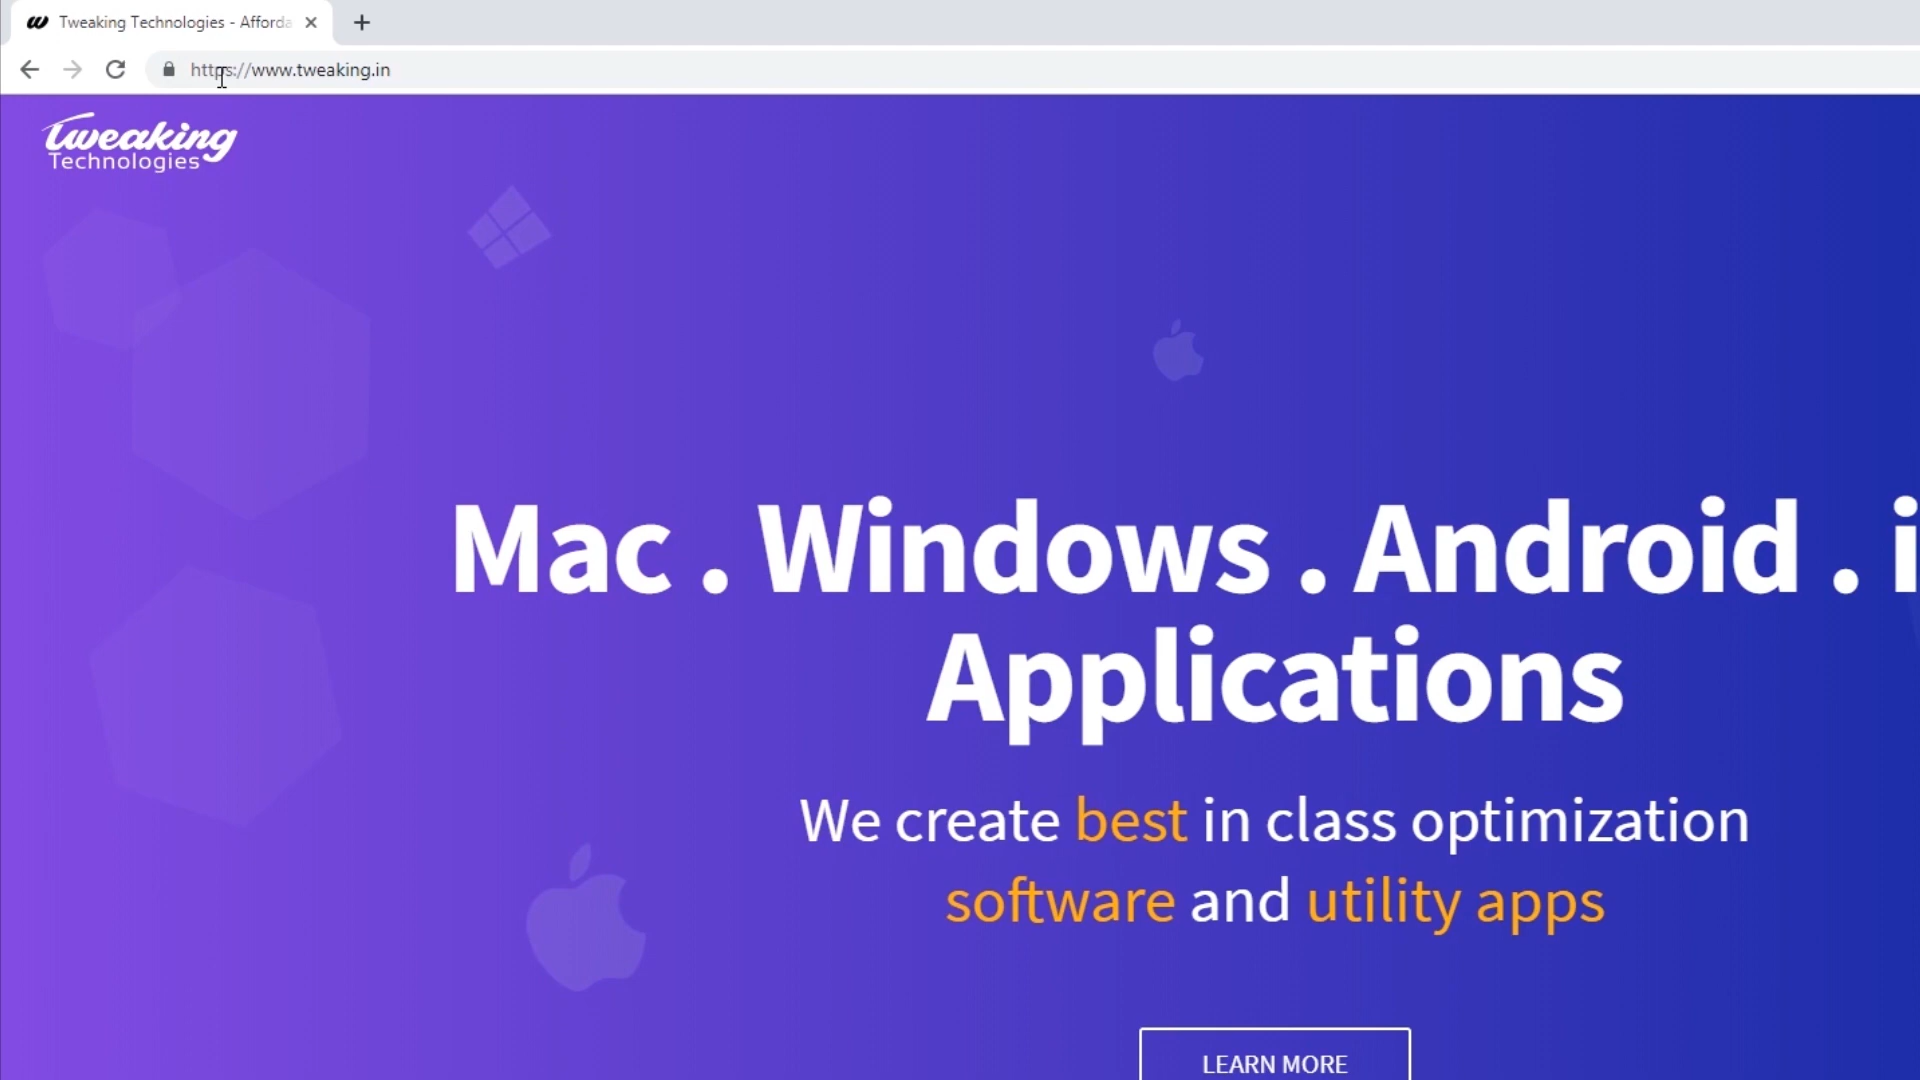 Tweaking Technologies - Afforda
https://www.tweaking.in
tweaking
Technologies
Mac . Windows . Android . i
Applications
We create best in class optimization
software and utility apps
LEARN MORE